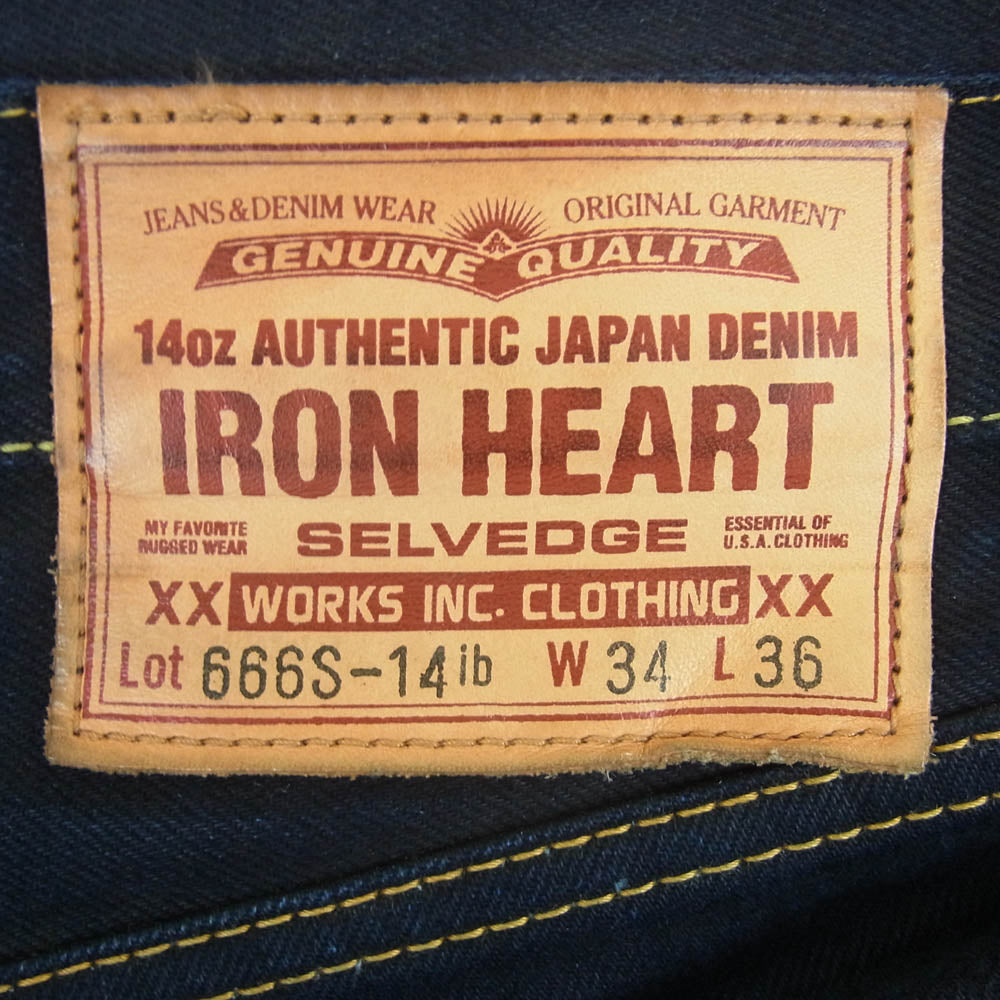 JEANS & DENIM WEAR ORIGINAL GARMENT
GENUINE QUALITY
14oz AUTHENTIC JAPAN DENIM
IRON HEART
MY FAVORITE
RUGGED WEAR
SELVEDGE
ESSENTIAL OF
U.S.A. CLOTHING
XX WORKS INC. CLOTHING XX
Lot 666S-14ib W 34 L 36